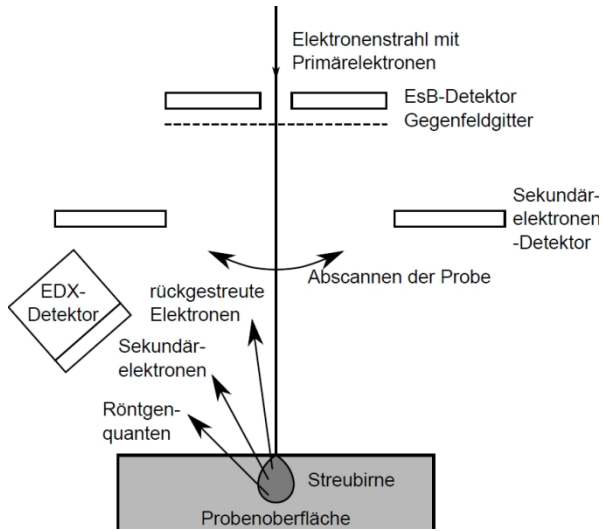 Elektronenstrahl mit
Primärelektronen
EsB-Detektor
Gegenfeldgitter
Sekundär-
elektronen
-Detektor
Abscannen der Probe
EDX-
Detektor
rückgestreute
Elektronen
Sekundär-
elektronen
Röntgen-
quanten
Streubirne
Probenoberfläche